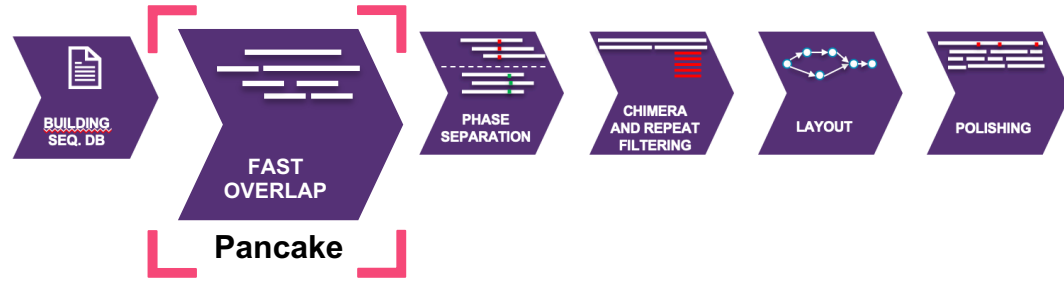 BUILDING
SEQ. DB
FAST
OVERLAP
Pancake
PHASE
SEPARATION
CHIMERA
AND REPEAT
FILTERING
LAYOUT
POLISHING